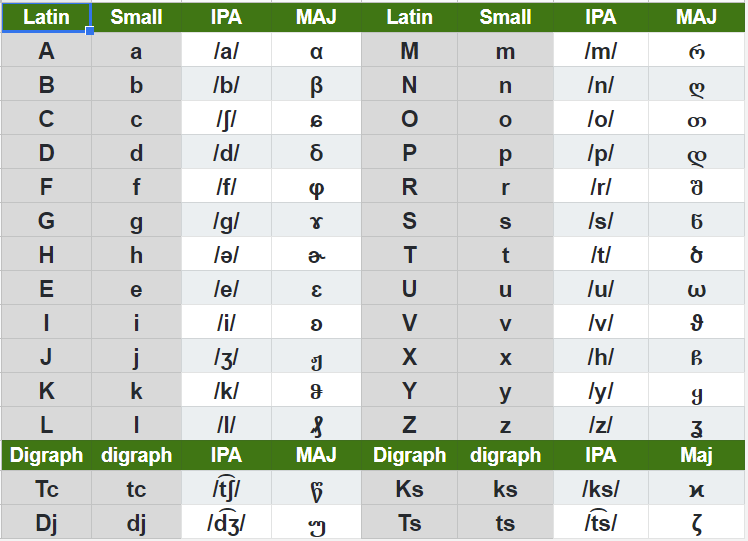 Latin Small IPA MAJ Latin Small IPA MAJ
A a /a/ ɑ M m /m/ რ
B b /b/ β N n /n/ ლ
C c /ʃ/ ɞ O o /o/ თ
D d /d/ δ P p /p/ დ
F f /f/ φ R r /r/ შ
G g /g/ ɤ S s /s/ ნ
H h /ə/ ɚ T t /t/ ծ
E e /e/ ε U u /u/ ω
I i /i/ ʚ V v /v/ ϑ
J j /ʒ/ ჟ X x /h/ ჩ
K k /k/ ჰ Y y /y/ ყ
L l /l/ Z z /z/ ʓ
Digraph digraph IPA MAJ Digraph digraph IPA Maj
Tc tc /t͡ʃ/ Ks ks /ks/ ϰ
Dj dj /d͡ʒ/ Ts ts /t͡s/ ζ